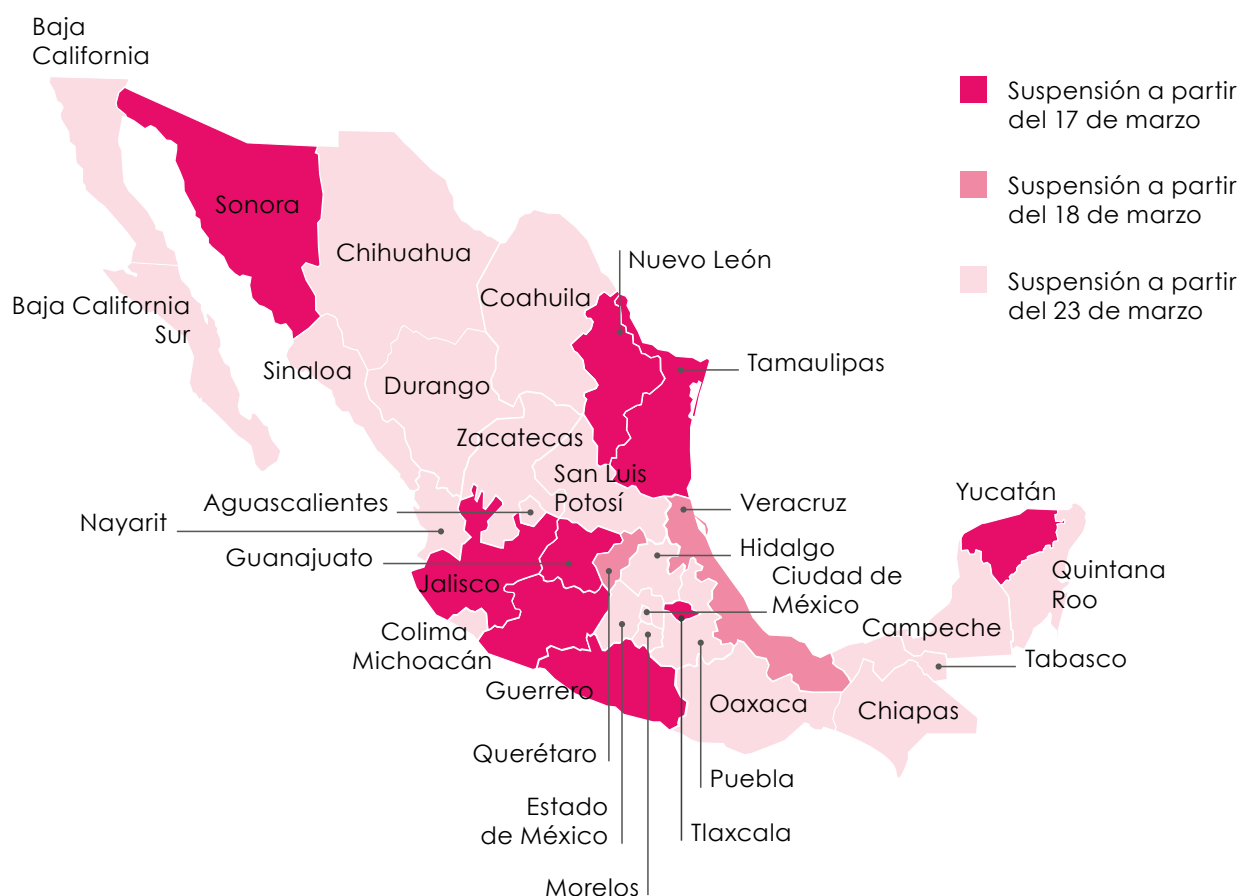 Baja
California
Suspensión a partir
del 17 de marzo
Suspensión a partir
del 18 de marzo
Suspensión a partir
del 23 de marzo
Sonora
Chihuahua
Nuevo León
Coahuila
Baja California
Sur
Sinaloa
Durango
Tamaulipas
Zacatecas
San Luis
Potosí
Aguascalientes
Nayarit
Veracruz
Yucatán
Guanajuato
Hidalgo
Jalisco
Ciudad de
México
Quintana
Roo
Colima
Michoacán
Campeche
Tabasco
Guerrero
Oaxaca
Chiapas
Querétaro
Puebla
Estado
de México
Tlaxcala
Morelos